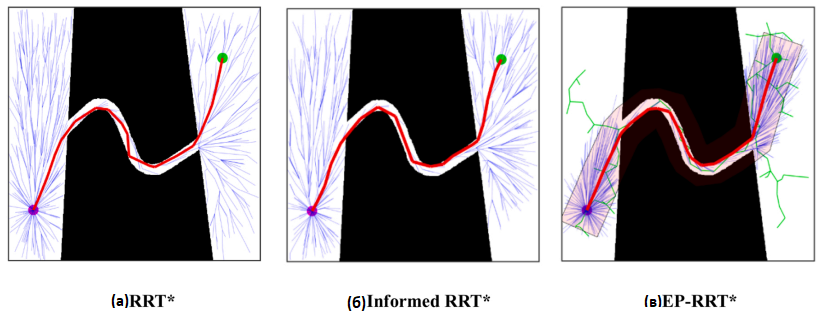 (а)RRT*
(б)Informed RRT*
(в)EP-RRT*